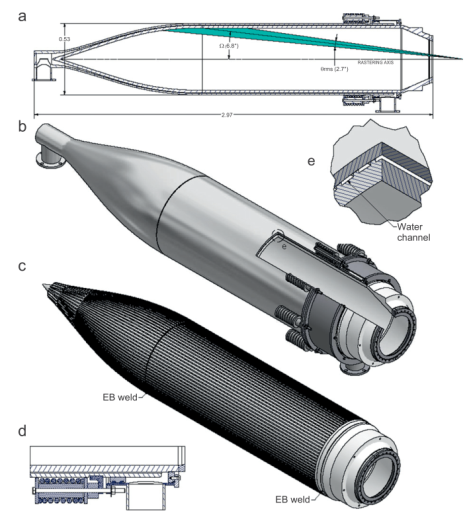 a
0.53
Ω (6.8°)
θrms (2.7°)
RASTERING AXIS
2.97
b
e
e
Water
channel
c
EB weld
d
EB weld